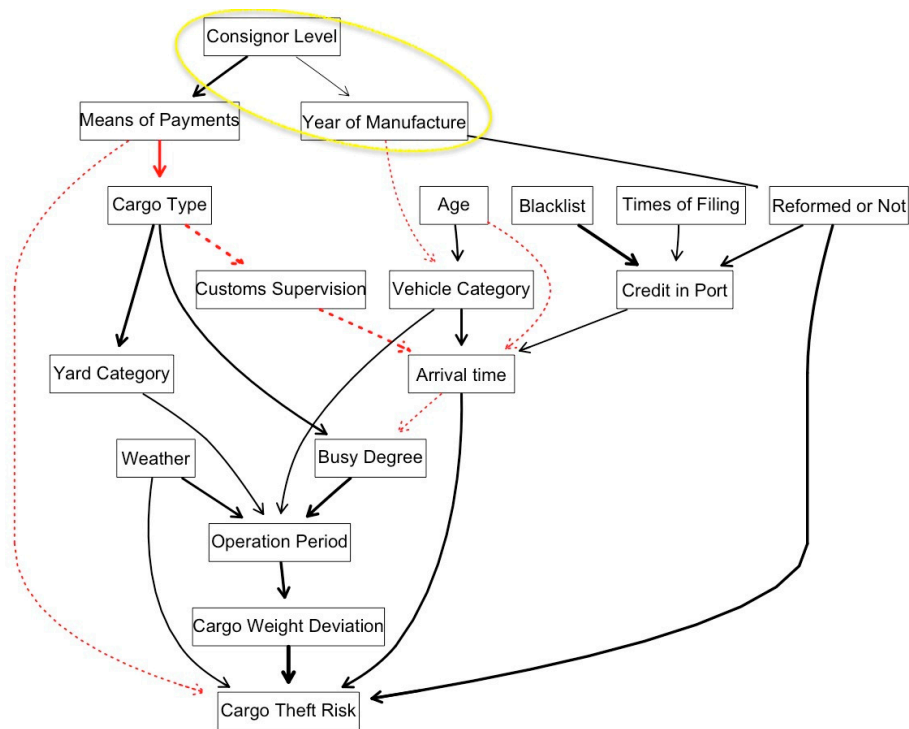 Consignor Level
Means of Payments
Year of Manufacture
Cargo Type
Age
Blacklist
Times of Filing
Reformed or Not
Customs Supervision
Vehicle Category
Credit in Port
Yard Category
Arrival time
Weather
Busy Degree
Operation Period
Cargo Weight Deviation
Cargo Theft Risk